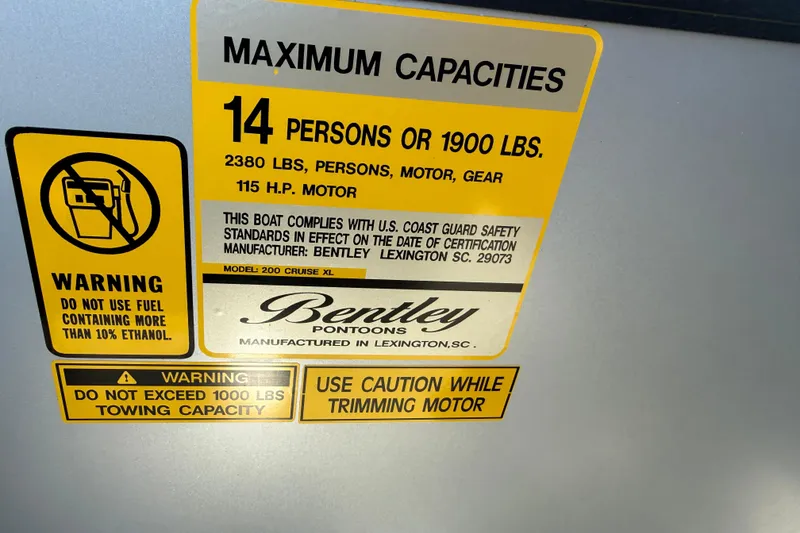 MAXIMUM CAPACITIES
14 PERSONS OR 1900 LBS.
2380 LBS, PERSONS, MOTOR, GEAR
115 H.P. MOTOR
THIS BOAT COMPLIES WITH U.S. COAST GUARD SAFETY
STANDARDS IN EFFECT ON THE DATE OF CERTIFICATION
MANUFACTURER: BENTLEY LEXINGTON SC. 29073
MODEL: 200 CRUISE XL
Bentley
PONTOONS
MANUFACTURED IN LEXINGTON, SC.
WARNING
DO NOT USE FUEL
CONTAINING MORE
THAN 10% ETHANOL.
WARNING
DO NOT EXCEED 1000 LBS
TOWING CAPACITY
USE CAUTION WHILE
TRIMMING MOTOR